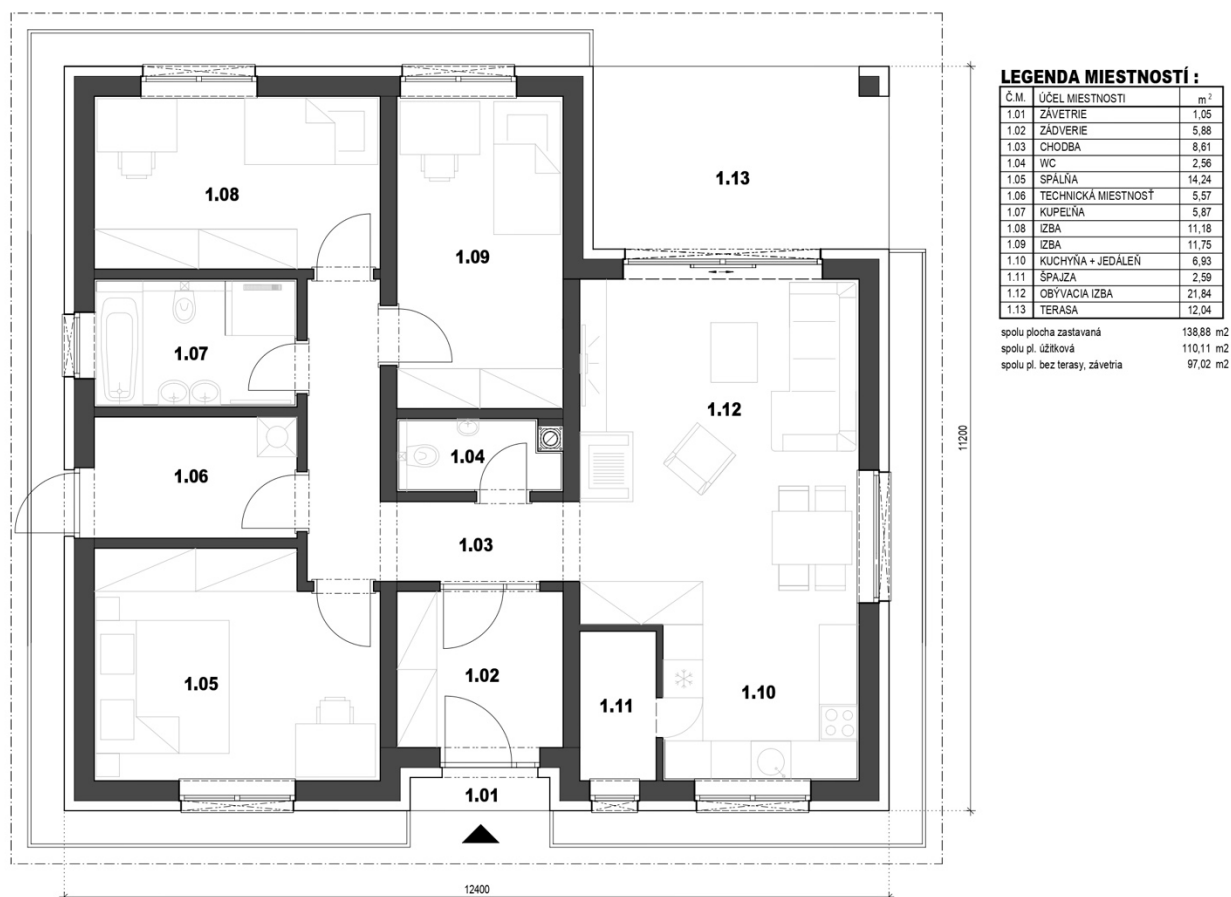 LEGENDA MIESTNOSTÍ :
Č.M. ÚČEL MIESTNOSTI m²
1.01 ZÁVETRIE 1,05
1.02 ZÁDVERIE 5,88
1.03 CHODBA 8,61
1.04 WC 2,56
1.05 SPÁLŇA 14,24
1.06 TECHNICKÁ MIESTNOSŤ 5,57
1.07 KUPEĽŇA 5,87
1.08 IZBA 11,18
1.09 IZBA 11,75
1.10 KUCHYŇA + JEDÁLEŇ 6,93
1.11 ŠPAJZA 2,59
1.12 OBÝVACIA IZBA 21,84
1.13 TERASA 12,04
spolu plocha zastavaná 138,88 m2
spolu pl. úžitková 110,11 m2
spolu pl. bez terasy, závetria 97,02 m2
1.08
1.09
1.13
1.07
1.12
1.04
1.06
1.03
1.05
1.02
1.11
1.10
1.01
11200
12400